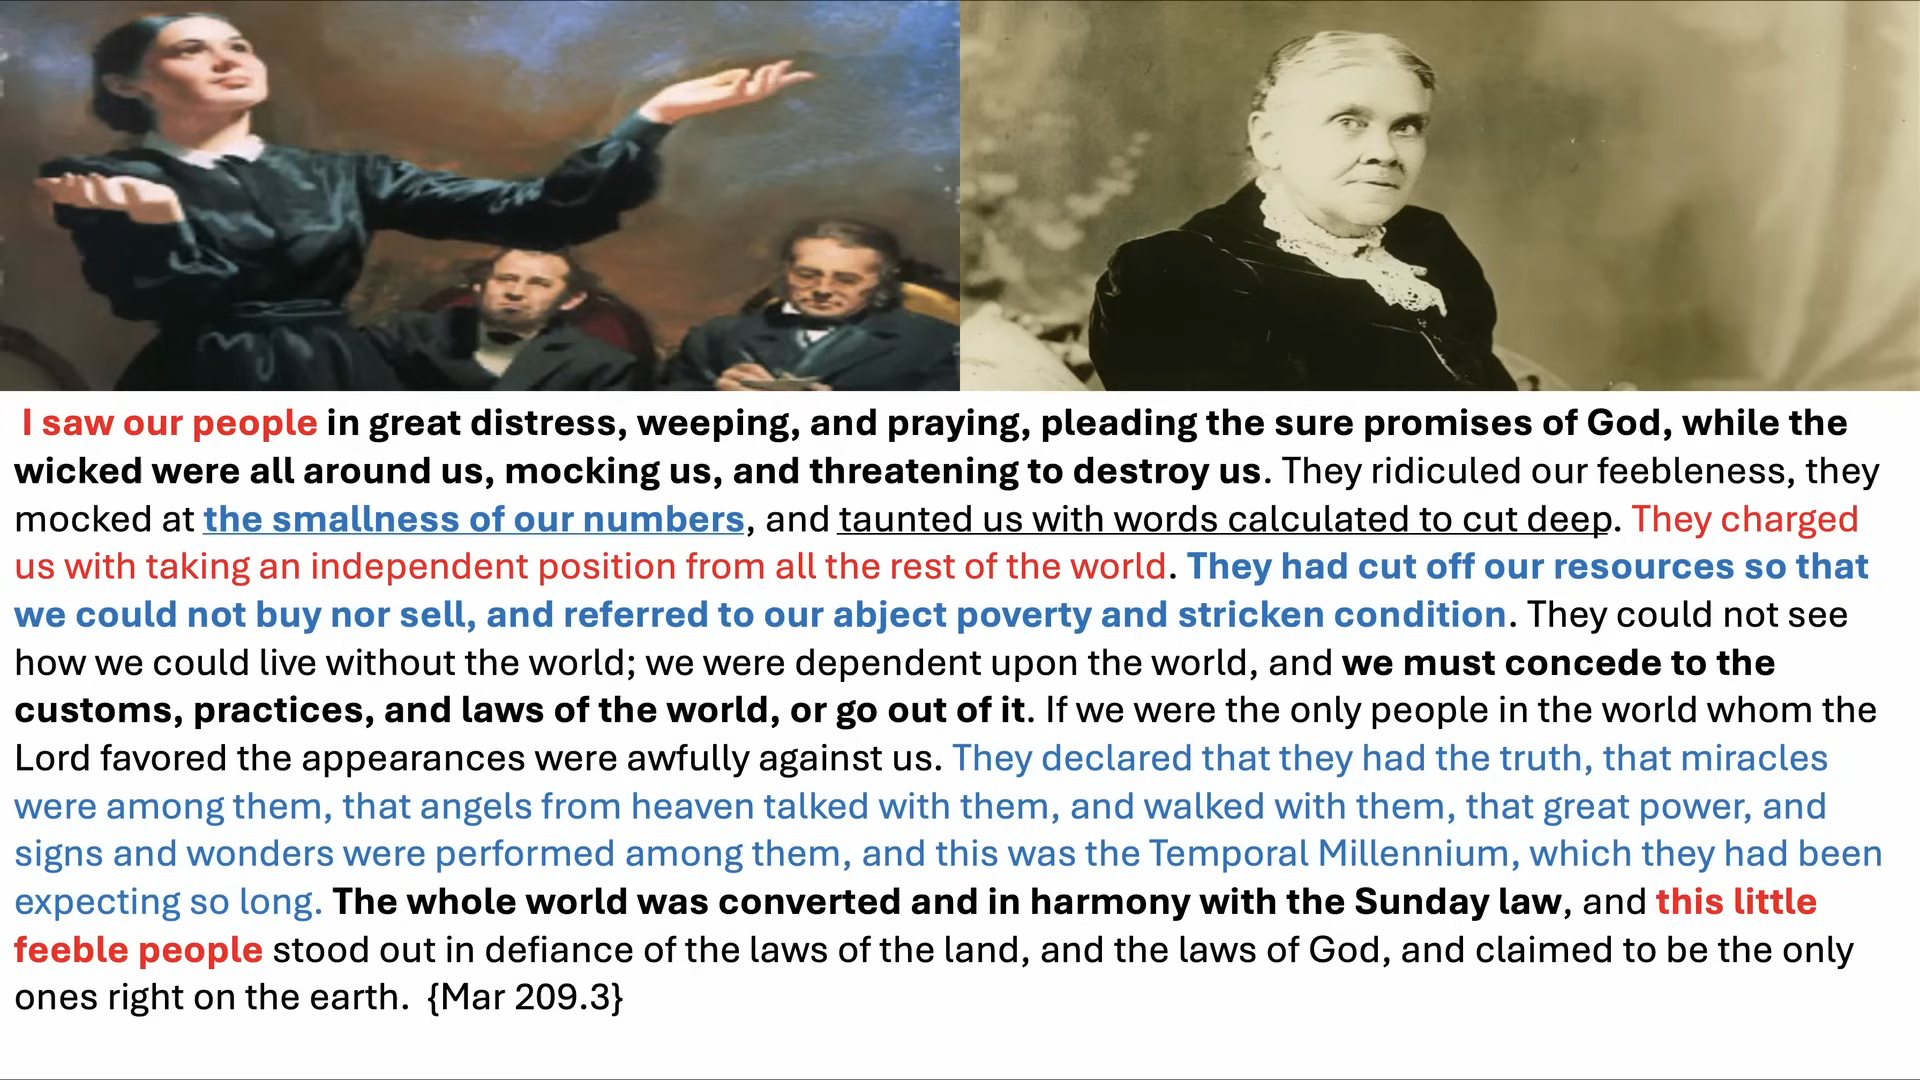 I saw our people in great distress, weeping, and praying, pleading the sure promises of God, while the
wicked were all around us, mocking us, and threatening to destroy us. They ridiculed our feebleness, they
mocked at the smallness of our numbers, and taunted us with words calculated to cut deep. They charged
us with taking an independent position from all the rest of the world. They had cut off our resources so that
we could not buy nor sell, and referred to our abject poverty and stricken condition. They could not see
how we could live without the world; we were dependent upon the world, and we must concede to the
customs, practices, and laws of the world, or go out of it. If we were the only people in the world whom the
Lord favored the appearances were awfully against us. They declared that they had the truth, that miracles
were among them, that angels from heaven talked with them, and walked with them, that great power, and
signs and wonders were performed among them, and this was the Temporal Millennium, which they had been
expecting so long. The whole world was converted and in harmony with the Sunday law, and this little
feeble people stood out in defiance of the laws of the land, and the laws of God, and claimed to be the only
ones right on the earth. {Mar 209.3}